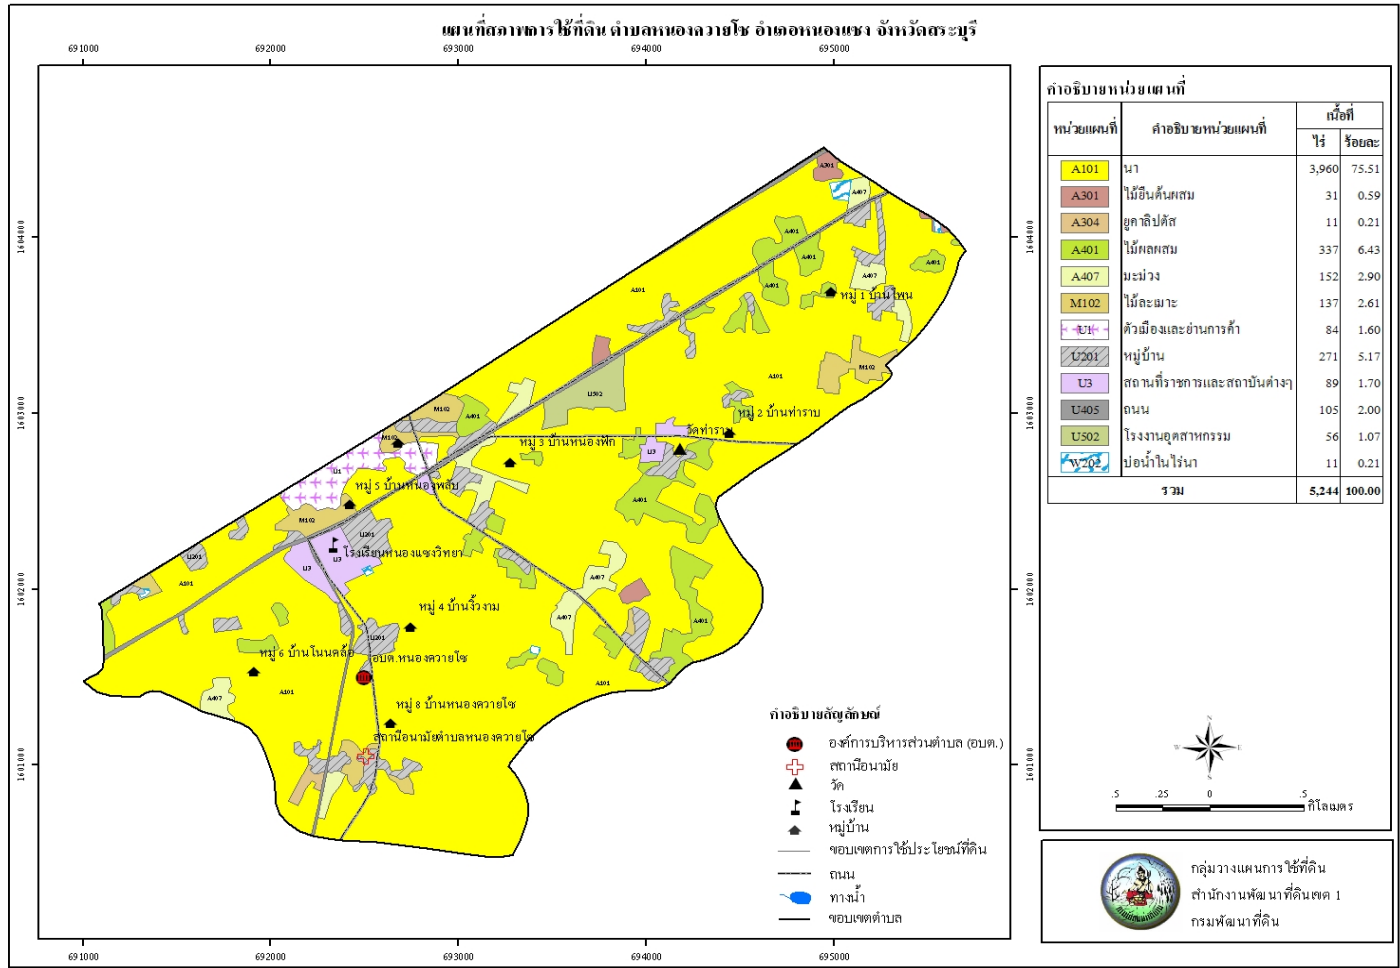 แผนที่สภาพการใช้ที่ดิน ตำบลหนองควายโซ อำเภอหนองแซง จังหวัดสระบุรี
691000 692000 693000 694000 695000
1604000 1604000
1603000 1603000
1602000 1602000
1601000 1601000
A301
A407
A401
A401
A401
A401
A407
A101
หมู่ 1 บ้านโพน
M102
A101
U502
M102
A401
หมู่ 2 บ้านท่าราบ
M102
วัดท่าราบ
หมู่ 3 บ้านหนองฟัก
U3
U1
หมู่ 5 บ้านหนองพลับ
A401
M102
U201
โรงเรียนหนองแซงวิทยา
U3
U3
U201
A101
A407
หมู่ 4 บ้านงิ้วงาม
A407
A401
U201
หมู่ 6 บ้านโนนคล้อ
อบต.หนองควายโซ
A101
A101
A407
หมู่ 8 บ้านหนองควายโซ
สถานีอนามัยตำบลหนองควายโซ
คำอธิบายสัญลักษณ์
องค์การบริหารส่วนตำบล (อบต.)
สถานีอนามัย
วัด
โรงเรียน
หมู่บ้าน
ขอบเขตการใช้ประโยชน์ที่ดิน
ถนน
ทางน้ำ
ขอบเขตตำบล
691000 692000 693000 694000 695000
คำอธิบายหน่วยแผนที่
หน่วยแผนที่ คำอธิบายหน่วยแผนที่ เนื้อที่
ไร่ ร้อยละ
A101 นา 3,960 75.51
A301 ไม้ยืนต้นผสม 31 0.59
A304 ยูคาลิปตัส 11 0.21
A401 ไม้ผลผสม 337 6.43
A407 มะม่วง 152 2.90
M102 ไม้ละเมาะ 137 2.61
U1 ตัวเมืองและย่านการค้า 84 1.60
U201 หมู่บ้าน 271 5.17
U3 สถานที่ราชการและสถาบันต่างๆ 89 1.70
U405 ถนน 105 2.00
U502 โรงงานอุตสาหกรรม 56 1.07
W202 บ่อน้ำในไร่นา 11 0.21
รวม 5,244 100.00
N
W E
S
.5 .25 0 .5
กิโลเมตร
กลุ่มวางแผนการใช้ที่ดิน
สำนักงานพัฒนาที่ดินเขต 1
กรมพัฒนาที่ดิน